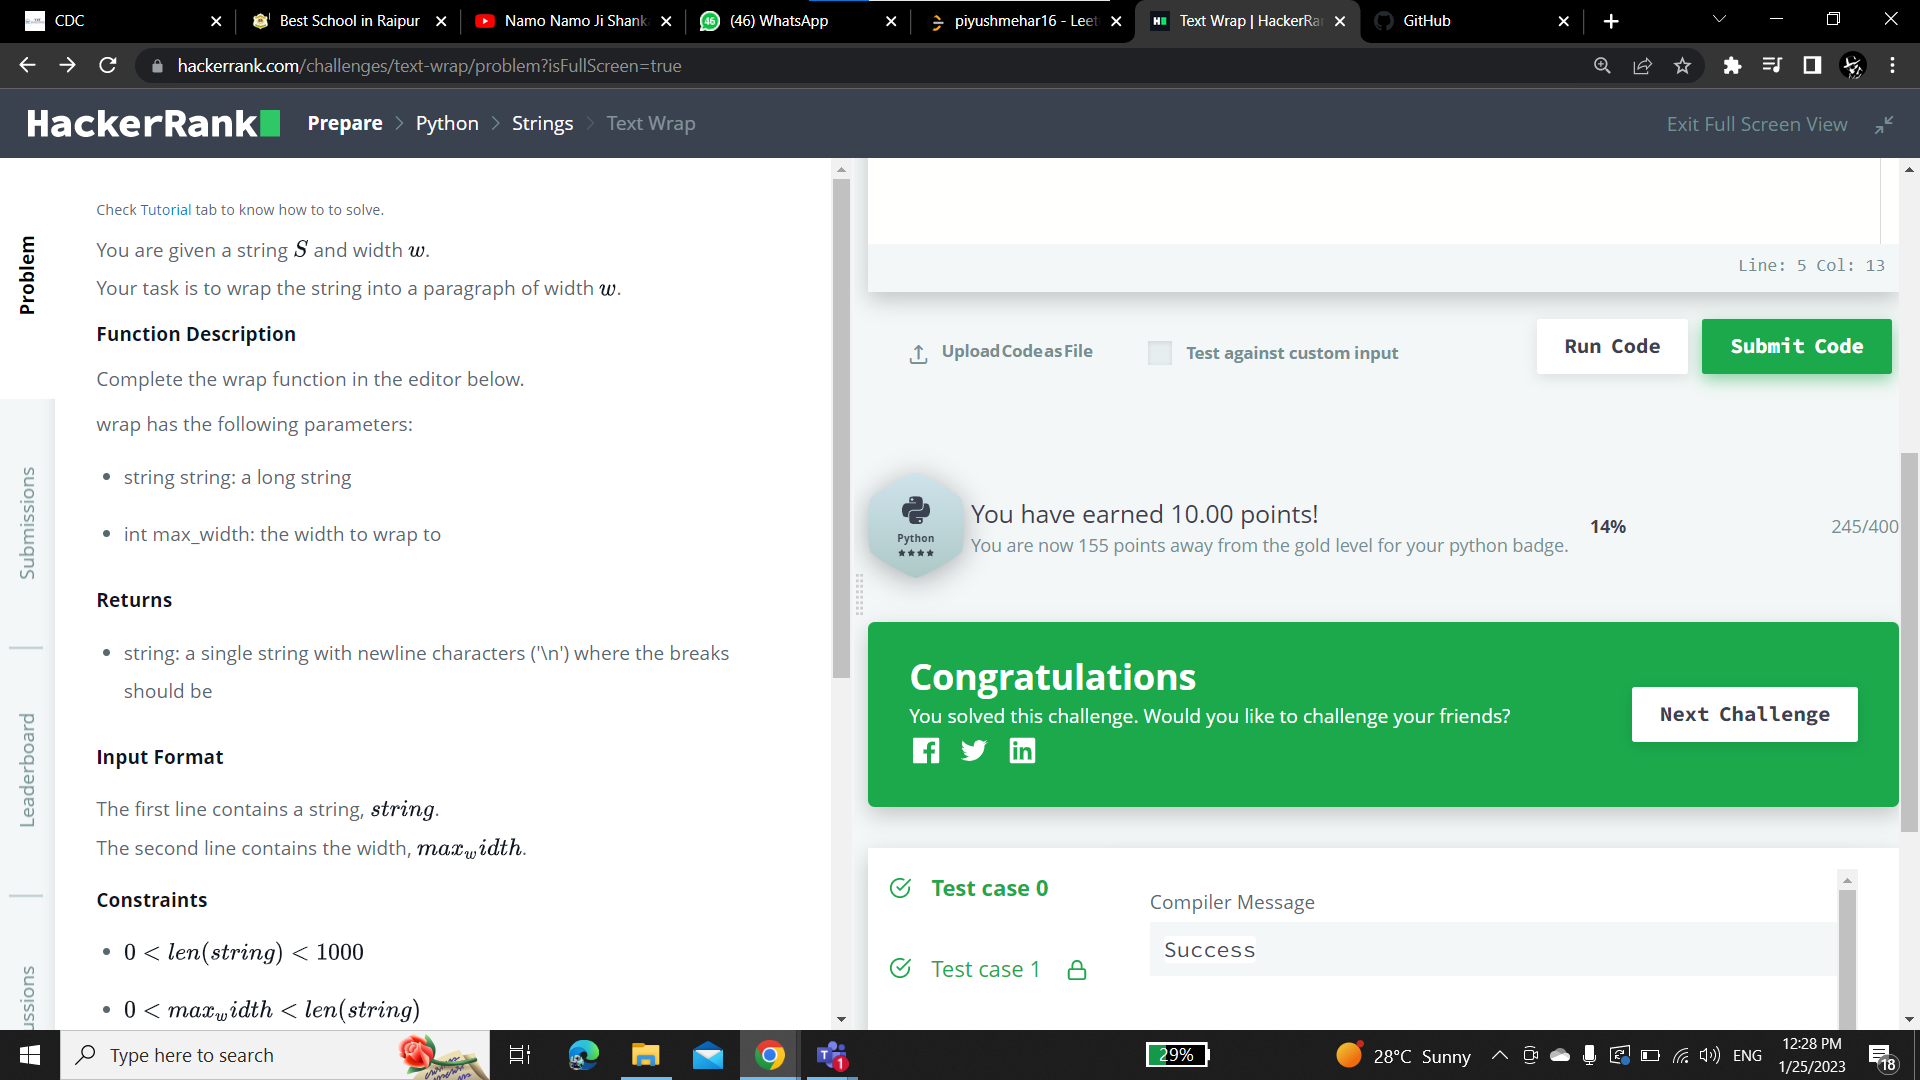 CDC
Best School in Raipur
Namo Namo Ji Shank
46
(46) WhatsApp
piyushmehar16 - Leet
Text Wrap | HackerRa
GitHub
hackerrank.com/challenges/text-wrap/problem?isFullScreen=true
HackerRank
Prepare > Python > Strings > Text Wrap
Exit Full Screen View
Problem
Submissions
Leaderboard
ussions
Check Tutorial tab to know how to to solve.
You are given a string S and width w.
Your task is to wrap the string into a paragraph of width w.
Function Description
Complete the wrap function in the editor below.
wrap has the following parameters:
• string string: a long string
• int max_width: the width to wrap to
Returns
• string: a single string with newline characters ('\n') where the breaks
should be
Input Format
The first line contains a string, string.
The second line contains the width, max_width.
Constraints
• 0 < len(string) < 1000
• 0 < max_width < len(string)
Line: 5 Col: 13
Upload Code as File
Test against custom input
Run Code
Submit Code
Python
You have earned 10.00 points!
You are now 155 points away from the gold level for your python badge.
14%
245/400
Congratulations
You solved this challenge. Would you like to challenge your friends?
Next Challenge
Test case 0
Test case 1
Compiler Message
Success
Type here to search
1
29%
28°C Sunny
ENG
12:28 PM
1/25/2023
18